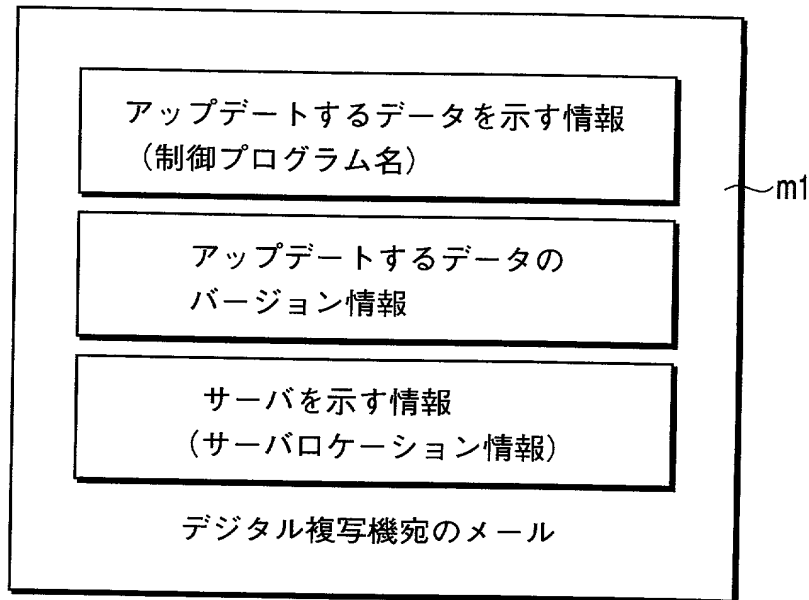 アップデートするデータを示す情報
（制御プログラム名）
m1
アップデートするデータの
バージョン情報
サーバを示す情報
（サーバロケーション情報）
デジタル複写機宛のメール